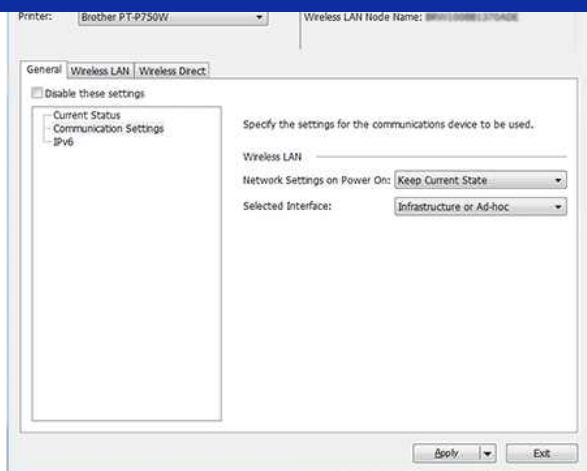 Printer: Brother PT-P750W Wireless LAN Node Name:
General Wireless LAN Wireless Direct
Disable these settings
Current Status
Communication Settings
IPv6
Specify the settings for the communications device to be used.
Wireless LAN
Network Settings on Power On: Keep Current State
Selected Interface: Infrastructure or Ad-hoc
Apply Exit